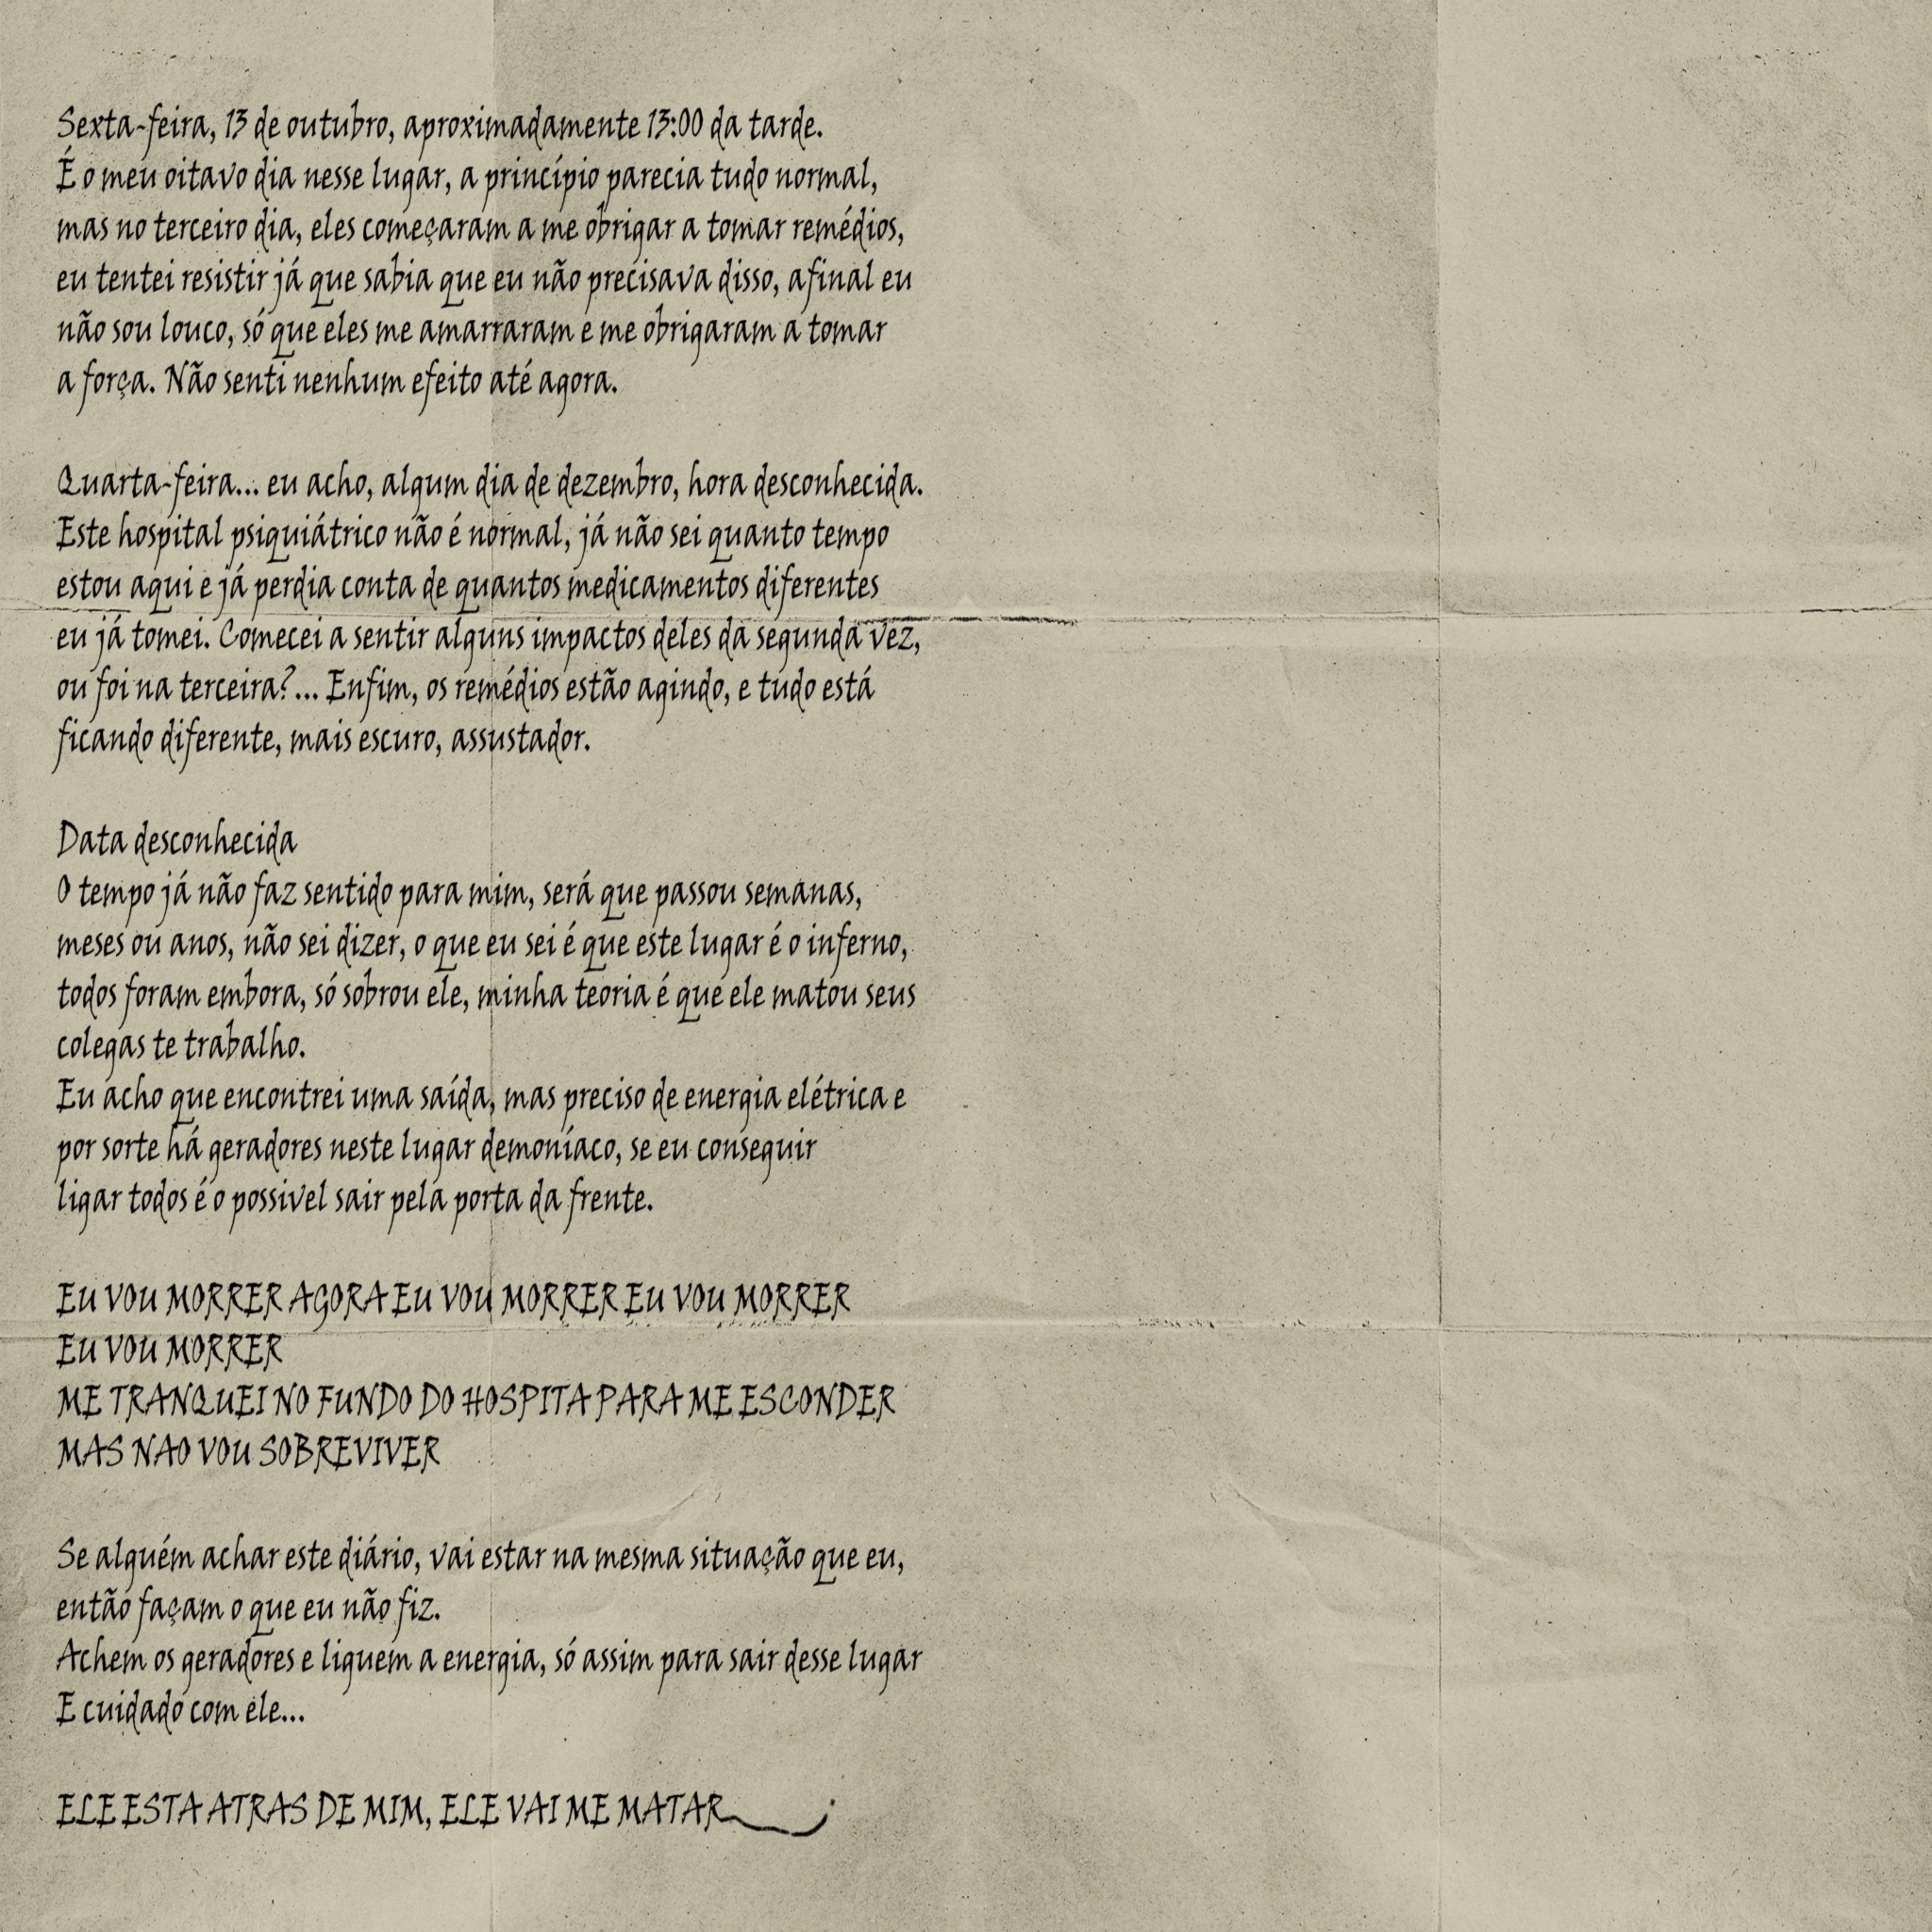 Sexta-feira, 13 de outubro, aproximadamente 13:00 da tarde.
É o meu oitavo dia nesse lugar, a princípio parecia tudo normal,
mas no terceiro dia, eles começaram a me obrigar a tomar remédios,
eu tentei resistir já que sabia que eu não precisava disso, afinal eu
não sou louco, só que eles me amarraram e me obrigaram a tomar
a força. Não senti nenhum efeito até agora.
Quarta-feira... eu acho, algum dia de dezembro, hora desconhecida.
Este hospital psiquiátrico não é normal, já não sei quanto tempo
estou aqui e já perdia conta de quantos medicamentos diferentes
eu já tomei. Comecei a sentir alguns impactos deles da segunda vez,
ou foi na terceira?... Enfim, os remédios estão agindo, e tudo está
ficando diferente, mais escuro, assustador.
Data desconhecida
O tempo já não faz sentido para mim, será que passou semanas,
meses ou anos, não sei dizer, o que eu sei é que este lugar é o inferno,
todos foram embora, só sobrou ele, minha teoria é que ele matou seus
colegas te trabalho.
Eu acho que encontrei uma saída, mas preciso de energia elétrica e
por sorte há geradores neste lugar demoníaco, se eu conseguir
ligar todos é o possivel sair pela porta da frente.
EU VOU MORRER AGORA EU VOU MORRER EU VOU MORRER
EU VOU MORRER
ME TRANQUEI NO FUNDO DO HOSPITA PARA ME ESCONDER
MAS NAO VOU SOBREVIVER
Se alguém achar este diário, vai estar na mesma situação que eu,
então façam o que eu não fiz.
Achem os geradores e liguem a energia, só assim para sair desse lugar
E cuidado com ele...
ELE ESTA ATRAS DE MIM, ELE VAI ME MATAR